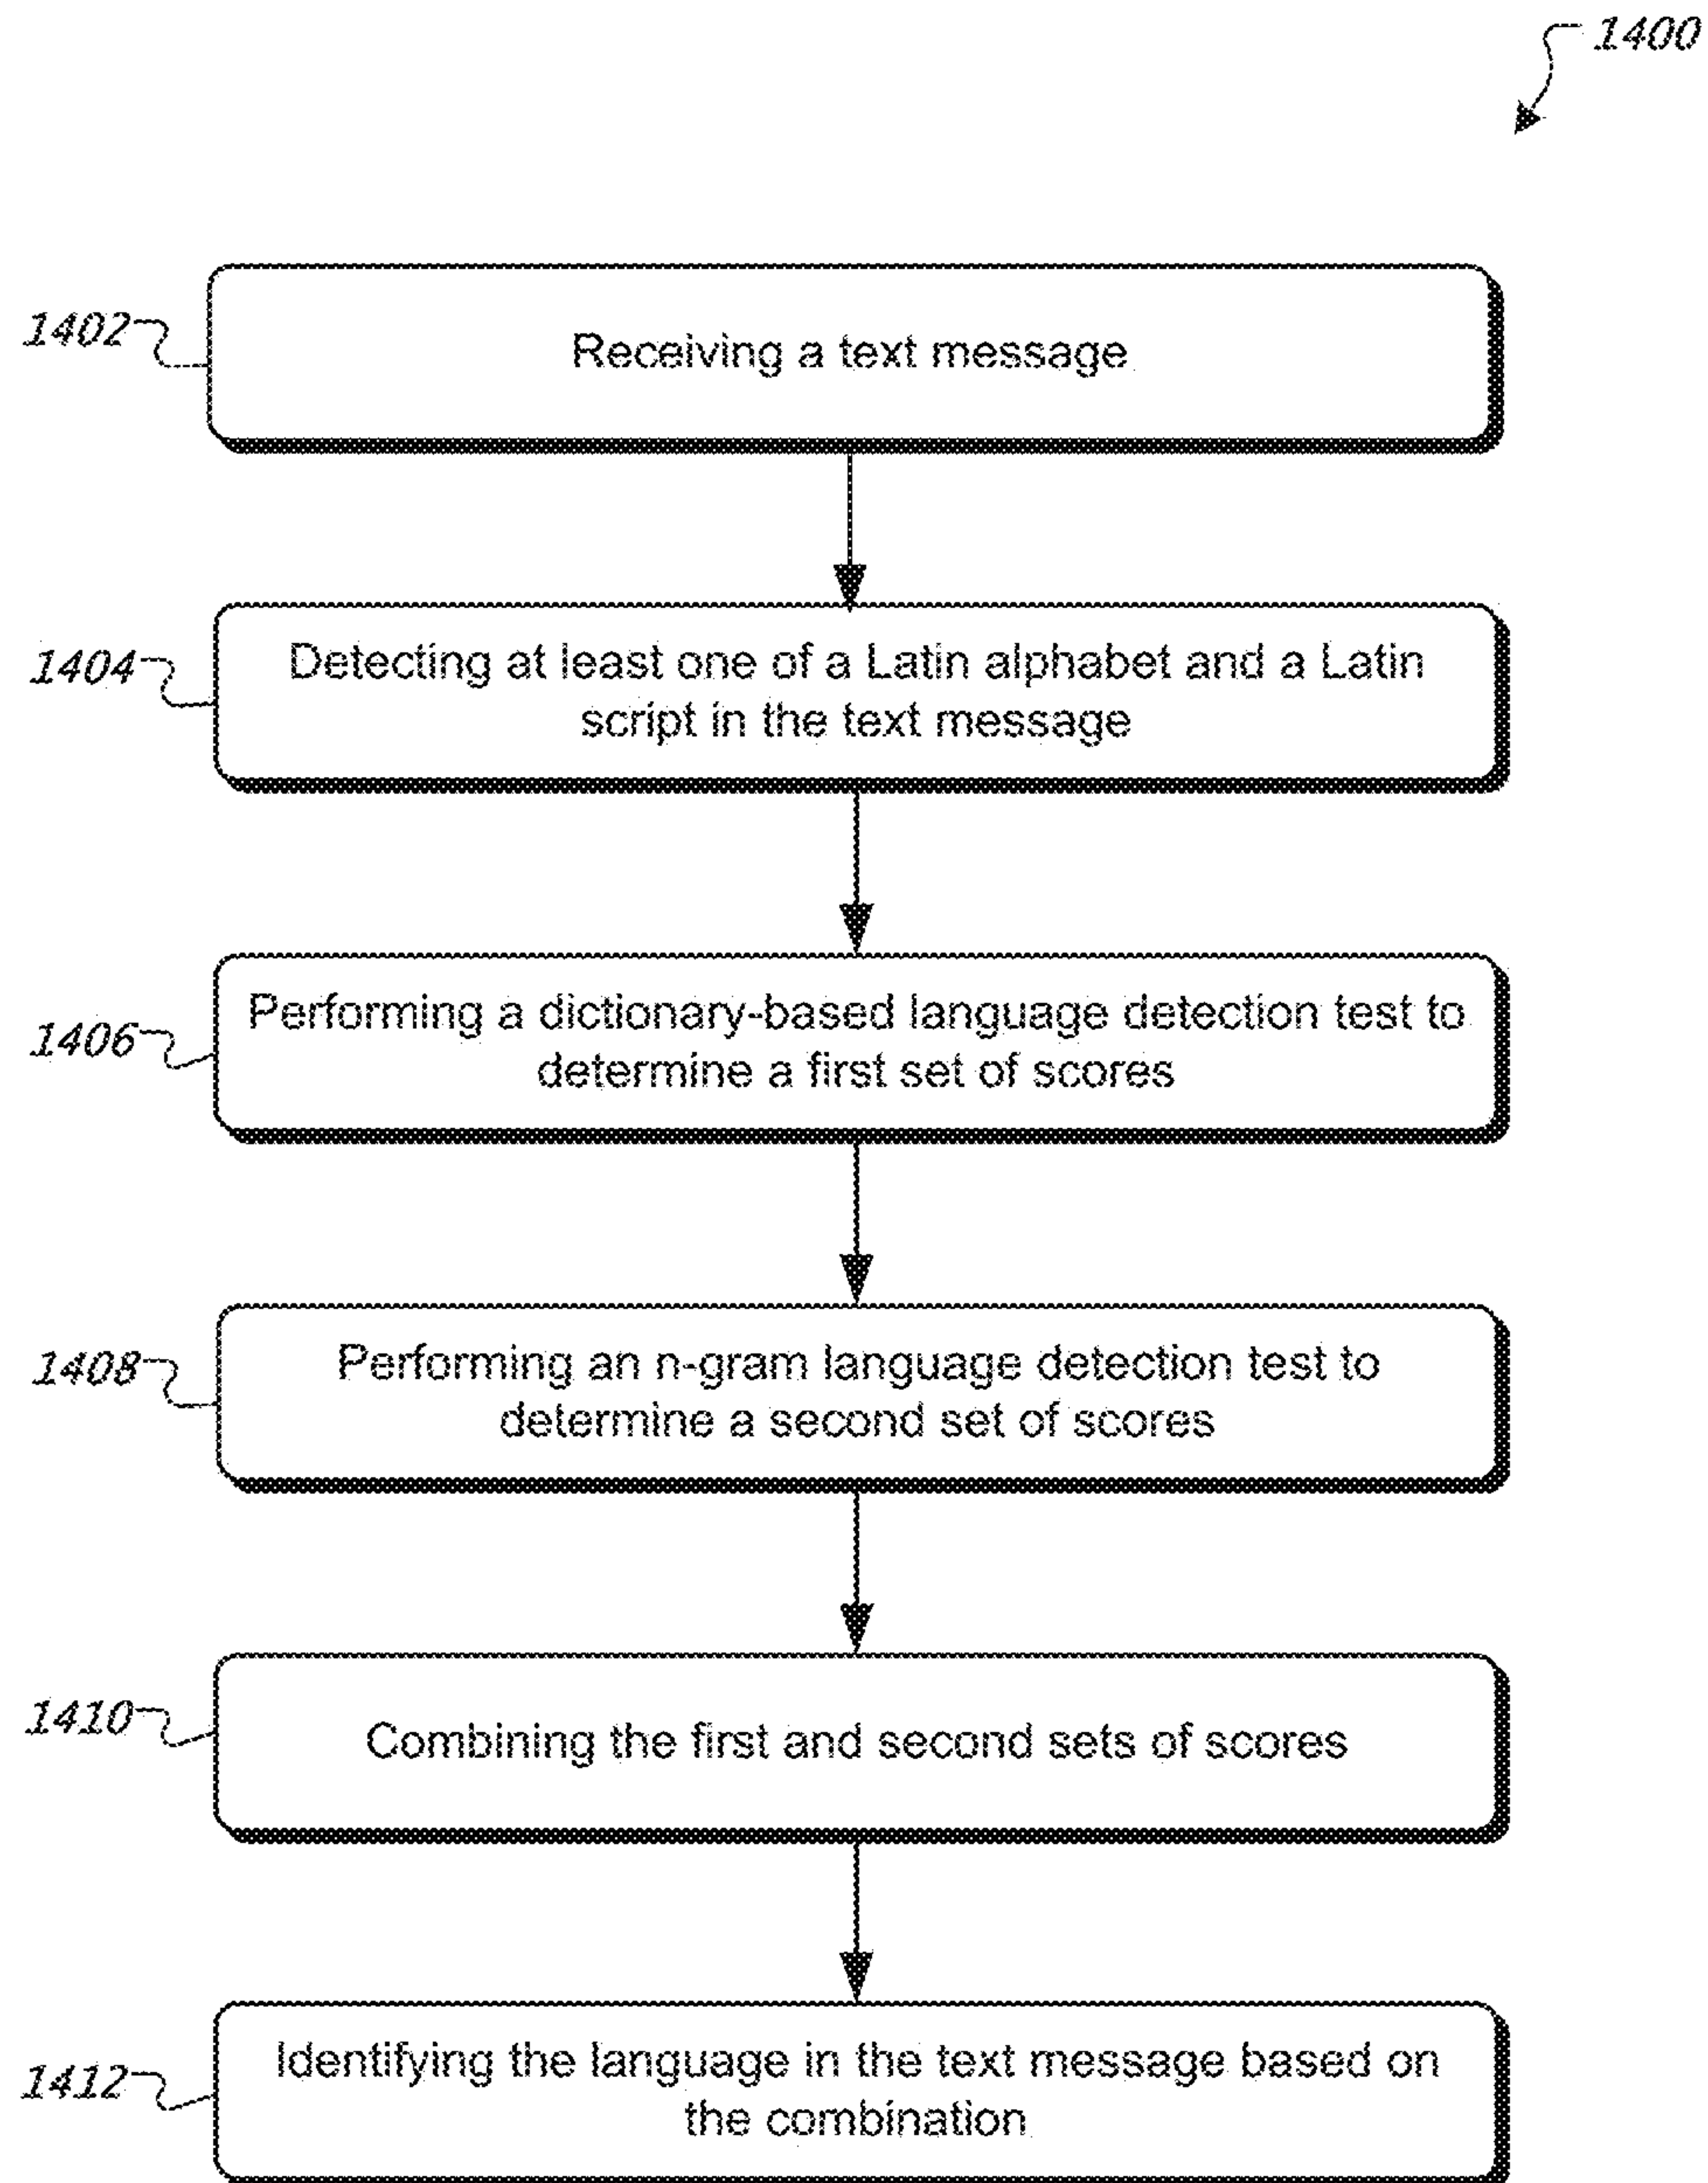 1400
1402
Receiving a text message
1404
Detecting at least one of a Latin alphabet and a Latin
script in the text message
1406
Performing a dictionary-based language detection test to
determine a first set of scores
1408
Performing an n-gram language detection test to
determine a second set of scores
1410
Combining the first and second sets of scores
1412
Identifying the language in the text message based on
the combination